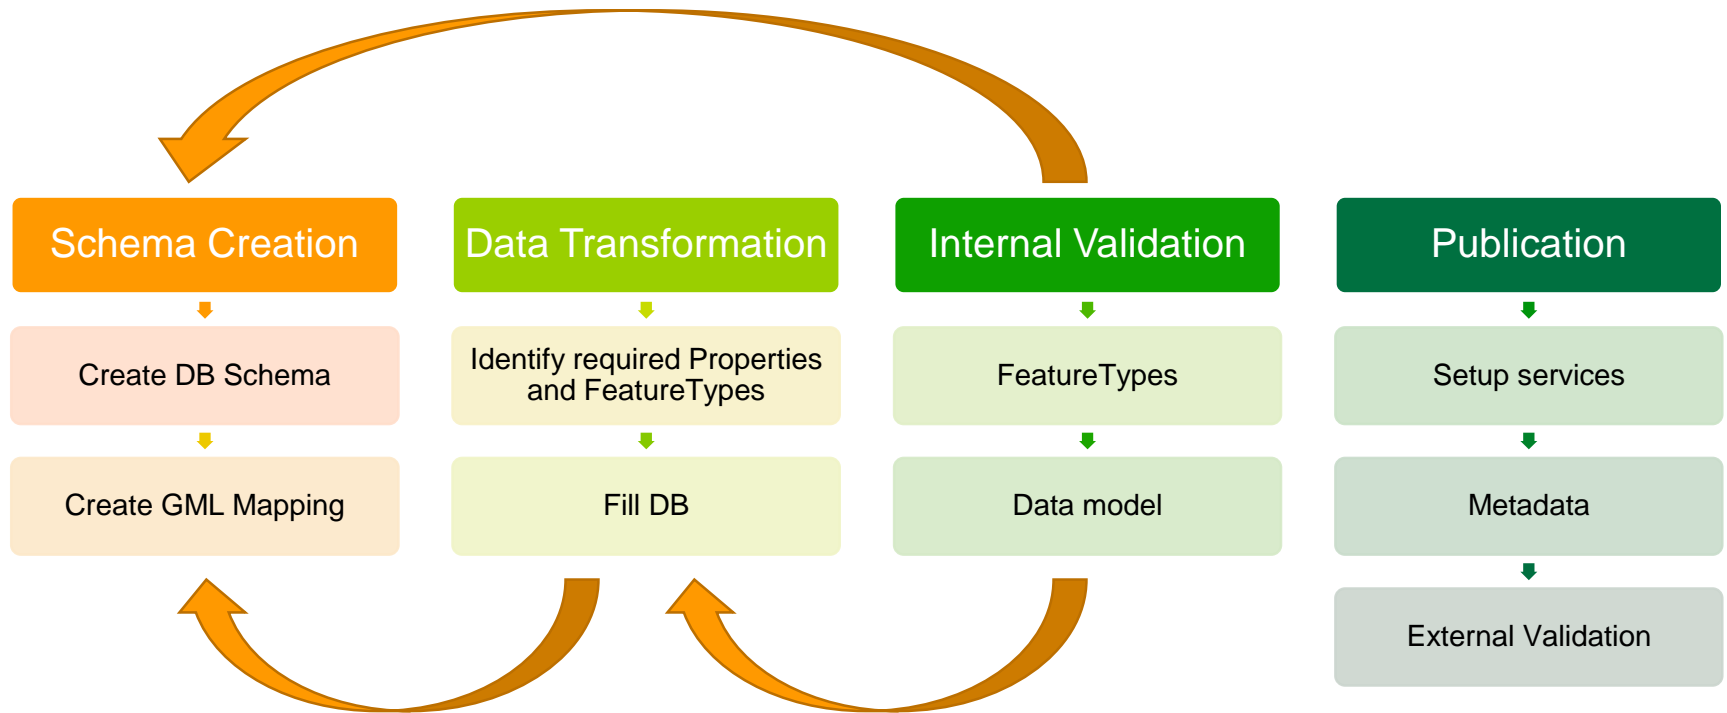 Schema Creation
Create DB Schema
Create GML Mapping
Data Transformation
Identify required Properties
and FeatureTypes
Fill DB
Internal Validation
FeatureTypes
Data model
Publication
Setup services
Metadata
External Validation